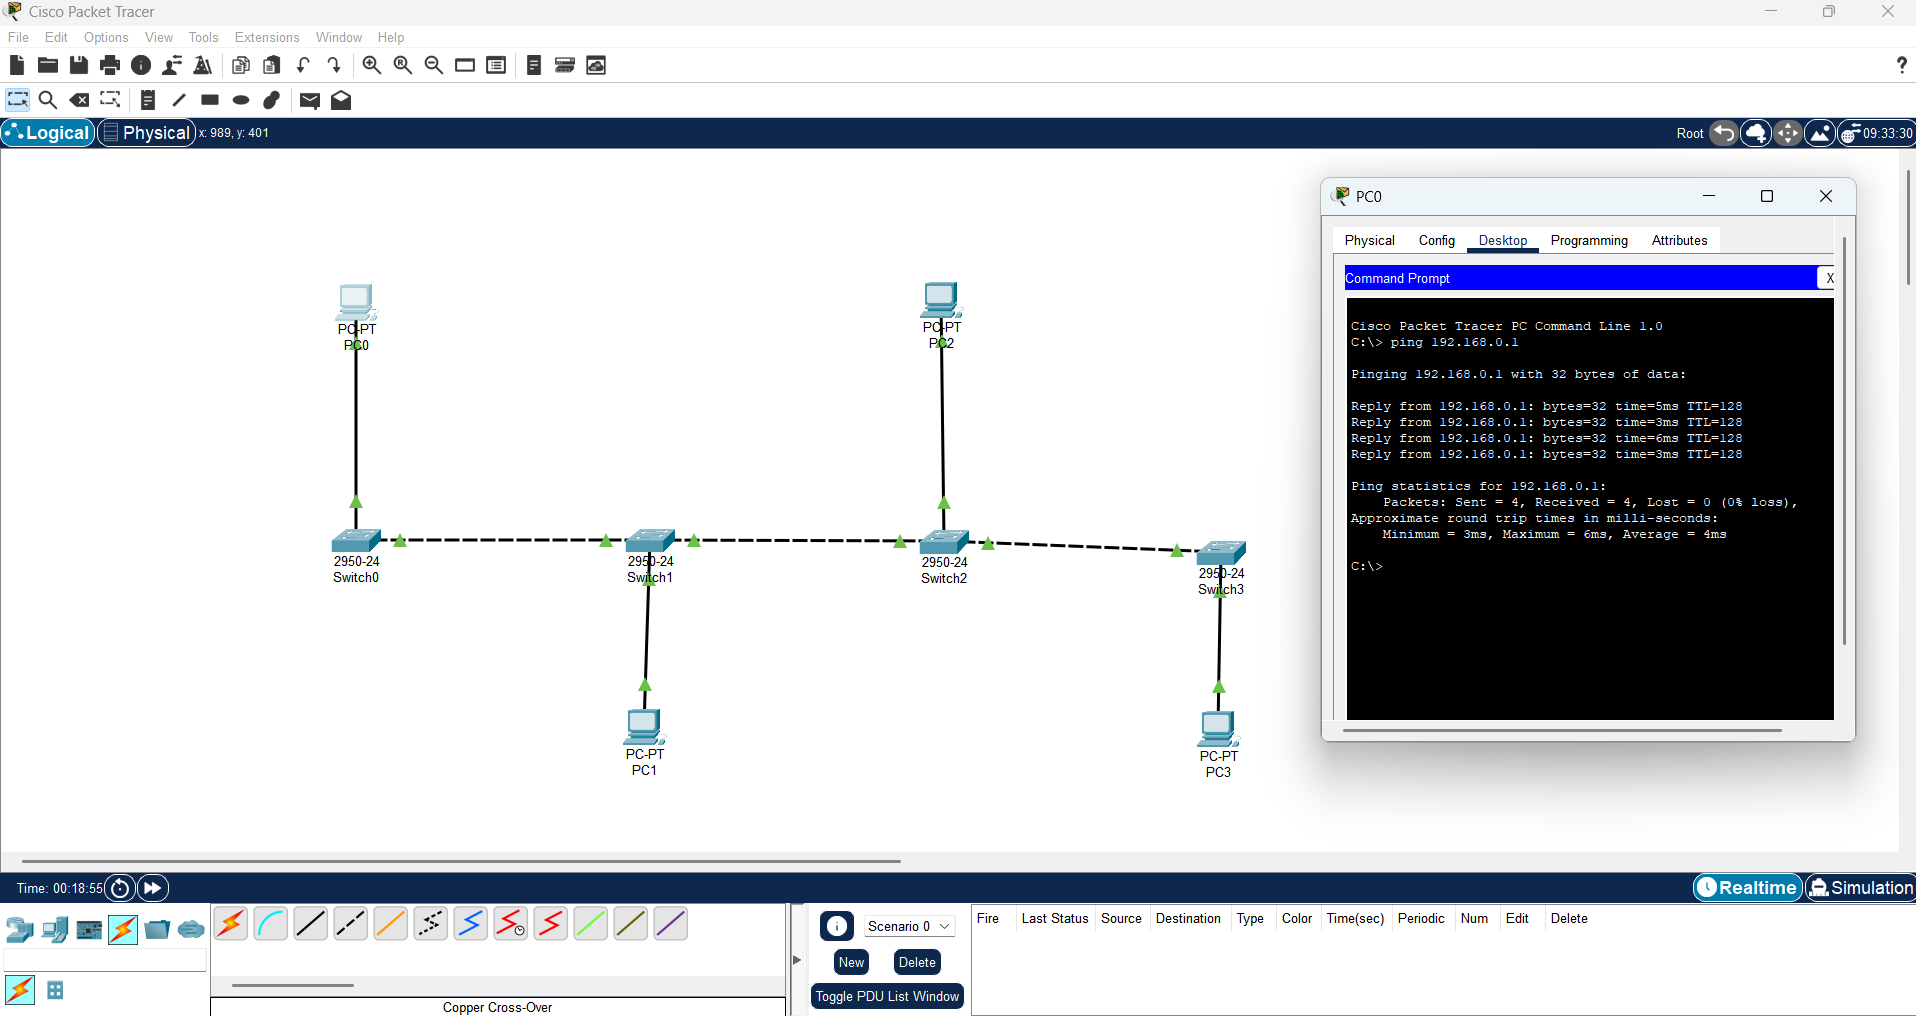 Cisco Packet Tracer
File Edit Options View Tools Extensions Window Help
?
Logical Physical x: 989, y: 401 Root 09:33:30
PC-PT
PC0
PC-PT
PC2
2950-24
Switch0
2950-24
Switch1
2950-24
Switch2
2950-24
Switch3
PC-PT
PC1
PC-PT
PC3
PC0
Physical Config Desktop Programming Attributes
Command Prompt X
Cisco Packet Tracer PC Command Line 1.0
C:\> ping 192.168.0.1
Pinging 192.168.0.1 with 32 bytes of data:
Reply from 192.168.0.1: bytes=32 time=5ms TTL=128
Reply from 192.168.0.1: bytes=32 time=3ms TTL=128
Reply from 192.168.0.1: bytes=32 time=6ms TTL=128
Reply from 192.168.0.1: bytes=32 time=3ms TTL=128
Ping statistics for 192.168.0.1:
Packets: Sent = 4, Received = 4, Lost = 0 (0% loss),
Approximate round trip times in milli-seconds:
Minimum = 3ms, Maximum = 6ms, Average = 4ms
C:\>
Time: 00:18:55 Realtime Simulation
Scenario 0
New Delete
Toggle PDU List Window
Fire Last Status Source Destination Type Color Time(sec) Periodic Num Edit Delete
Copper Cross-Over